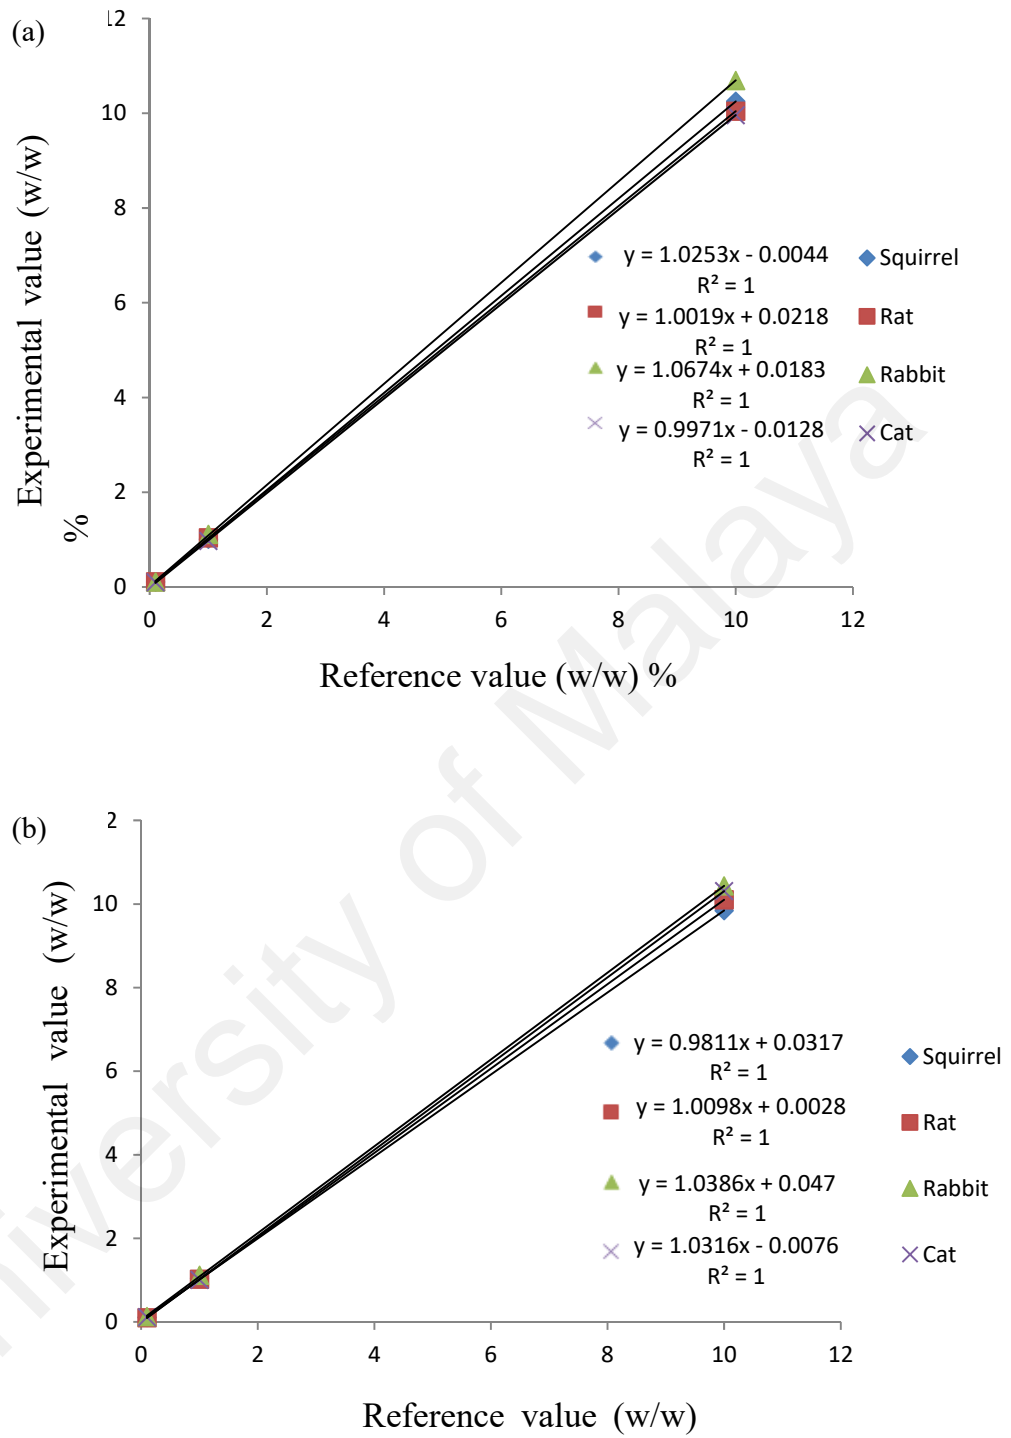 (a)
12
10
8
6
4
2
0
Experimental value (w/w)
%
y = 1.0253x - 0.0044
R² = 1
y = 1.0019x + 0.0218
R² = 1
y = 1.0674x + 0.0183
R² = 1
y = 0.9971x - 0.0128
R² = 1
Squirrel
Rat
Rabbit
Cat
0 2 4 6 8 10 12
Reference value (w/w) %
(b)
2
10
8
6
4
2
0
Experimental value (w/w)
y = 0.9811x + 0.0317
R² = 1
y = 1.0098x + 0.0028
R² = 1
y = 1.0386x + 0.047
R² = 1
y = 1.0316x - 0.0076
R² = 1
Squirrel
Rat
Rabbit
Cat
0 2 4 6 8 10 12
Reference value (w/w)
niversity of Malaya